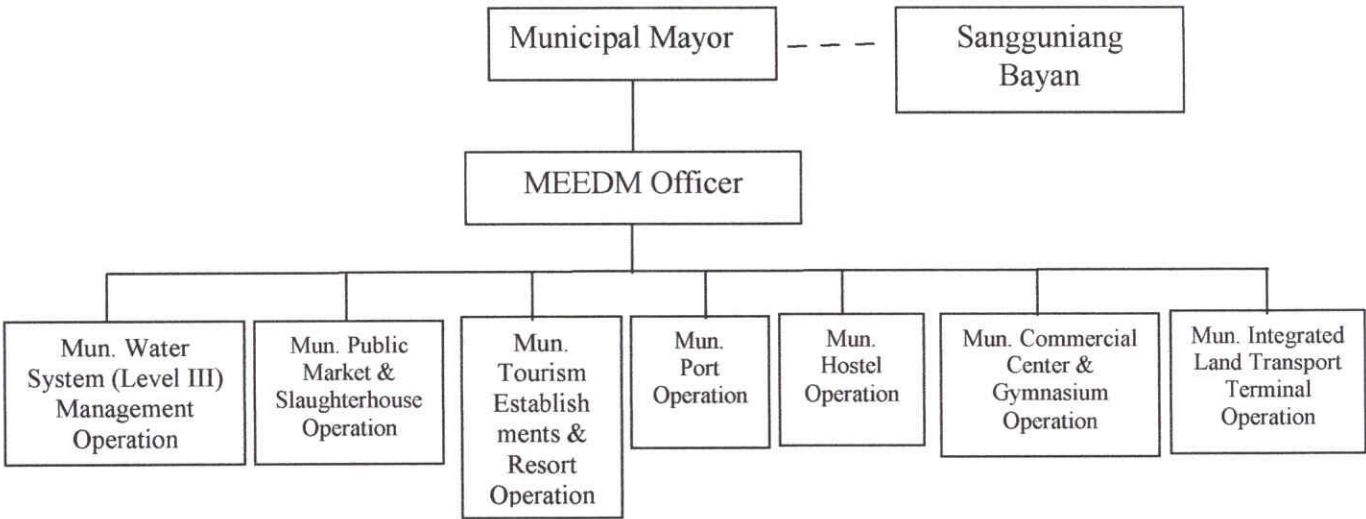 Municipal Mayor
Sangguniang
Bayan
MEEDM Officer
Mun. Water
System (Level III)
Management
Operation
Mun. Public
Market &
Slaughterhouse
Operation
Mun.
Tourism
Establish
ments &
Resort
Operation
Mun.
Port
Operation
Mun.
Hostel
Operation
Mun. Commercial
Center &
Gymnasium
Operation
Mun. Integrated
Land Transport
Terminal
Operation